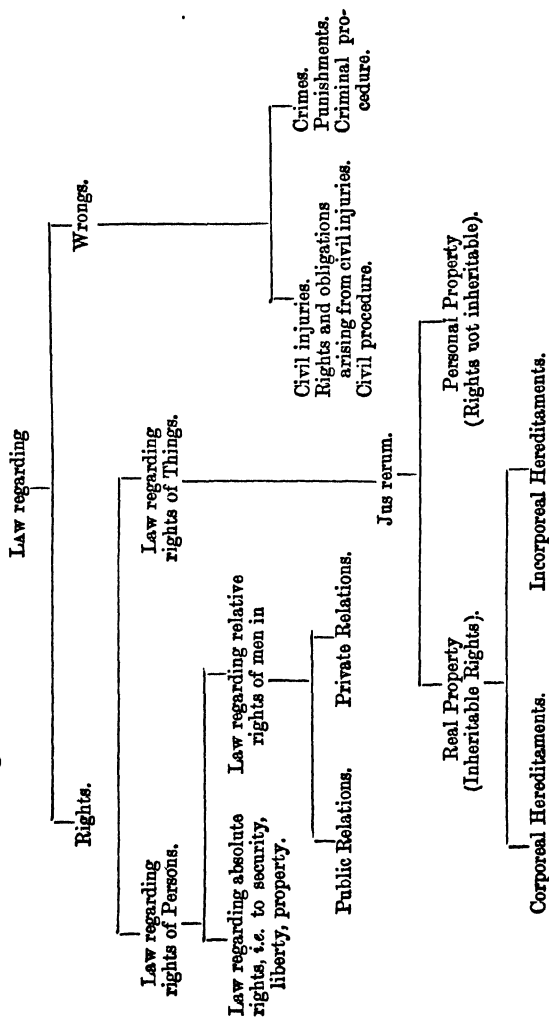 LAW regarding
Rights.
Wrongs.
Law regarding
rights of Persons.
Law regarding
rights of Things.
Law regarding absolute
rights, i.e. to security,
liberty, property.
Law regarding relative
rights of men in
Public Relations.
Private Relations.
Civil injuries.
Rights and obligations
arising from civil injuries.
Civil procedure.
Crimes.
Punishments.
Criminal pro-
cedure.
Jus rerum.
Real Property
(Inheritable Rights).
Personal Property
(Rights not inheritable).
Corporeal Hereditaments.
Incorporeal Hereditaments.